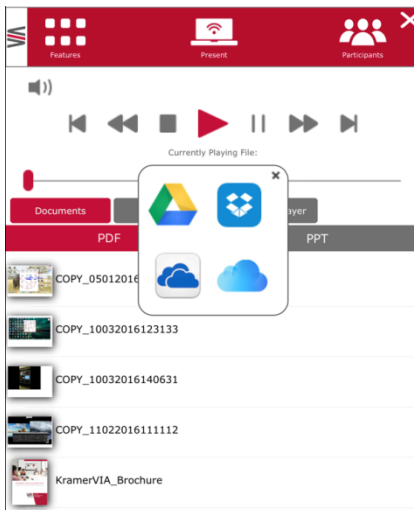 Features
Present
Participants
Currently Playing File:
Documents
ayer
PDF
PPT
COPY_05012016
COPY_10032016123133
COPY_10032016140631
COPY_11022016111112
KramerVIA_Brochure